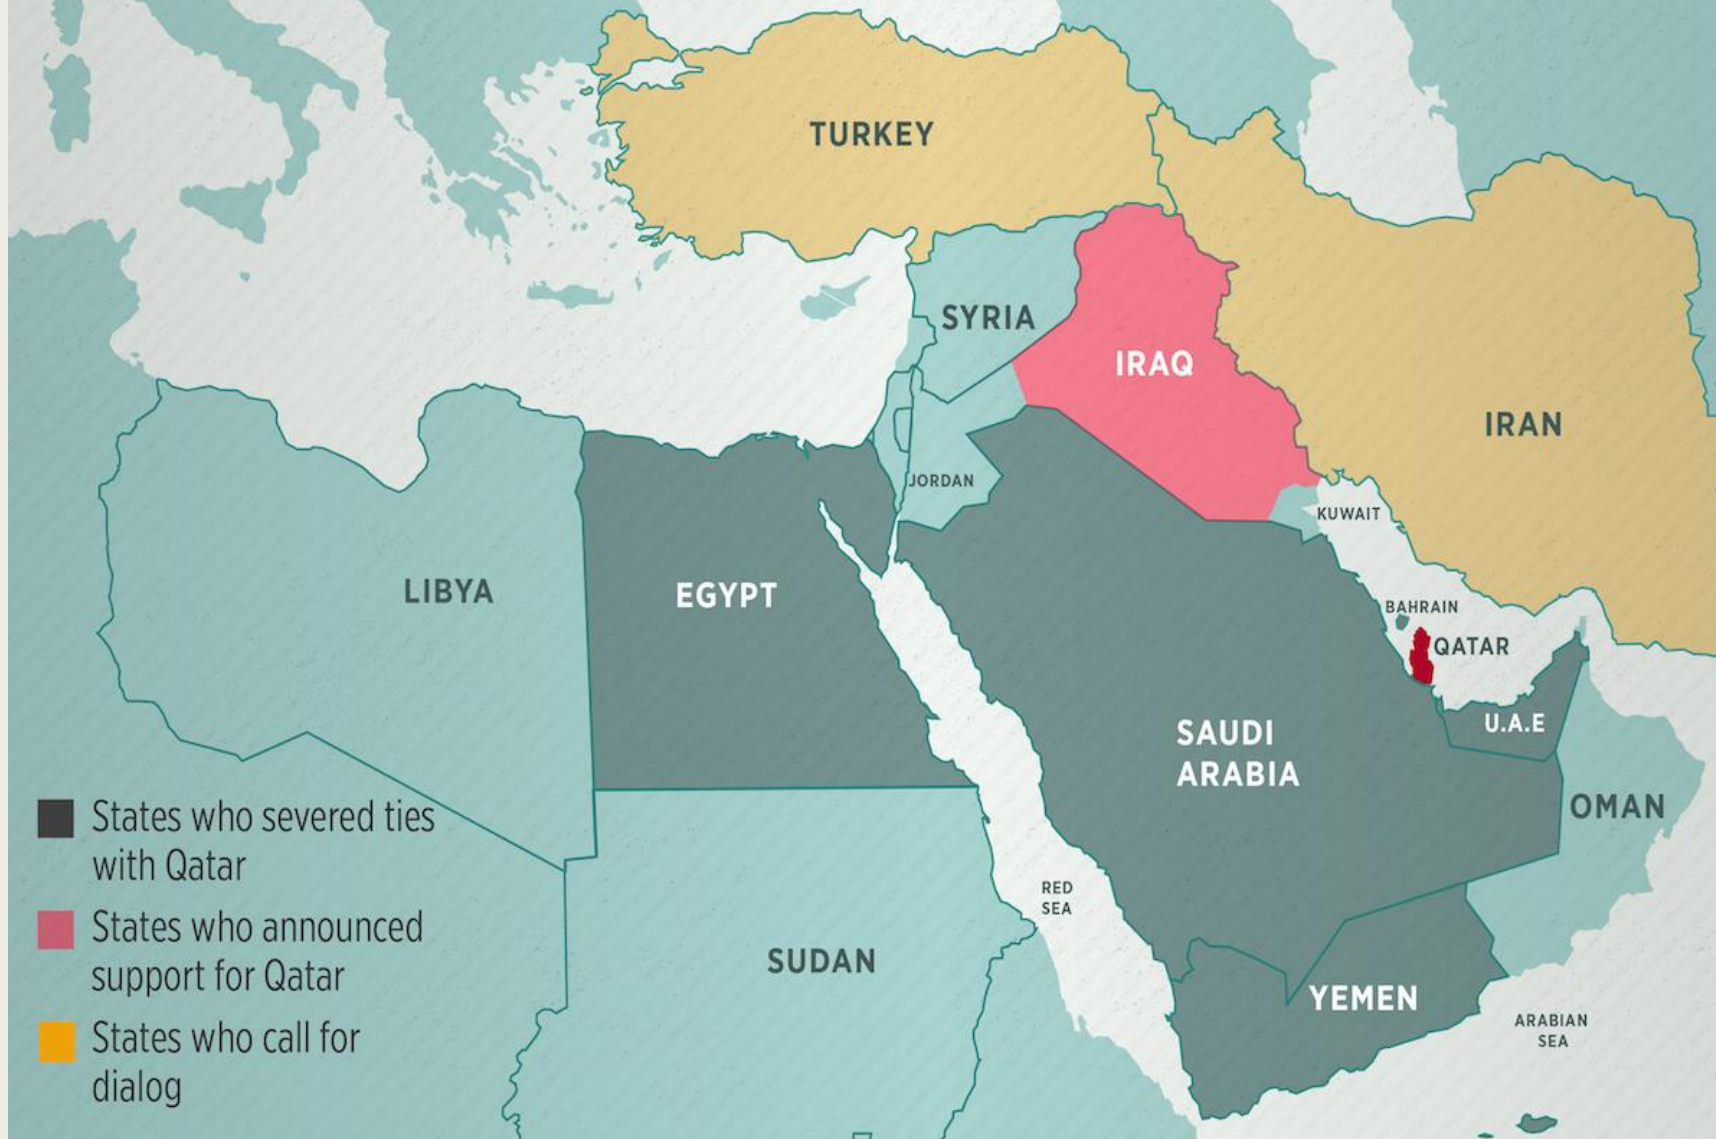 TURKEY
SYRIA
IRAQ
IRAN
JORDAN
KUWAIT
LIBYA
EGYPT
BAHRAIN
QATAR
SAUDI
ARABIA
U.A.E
OMAN
RED
SEA
SUDAN
YEMEN
ARABIAN
SEA
States who severed ties
with Qatar
States who announced
support for Qatar
States who call for
dialog